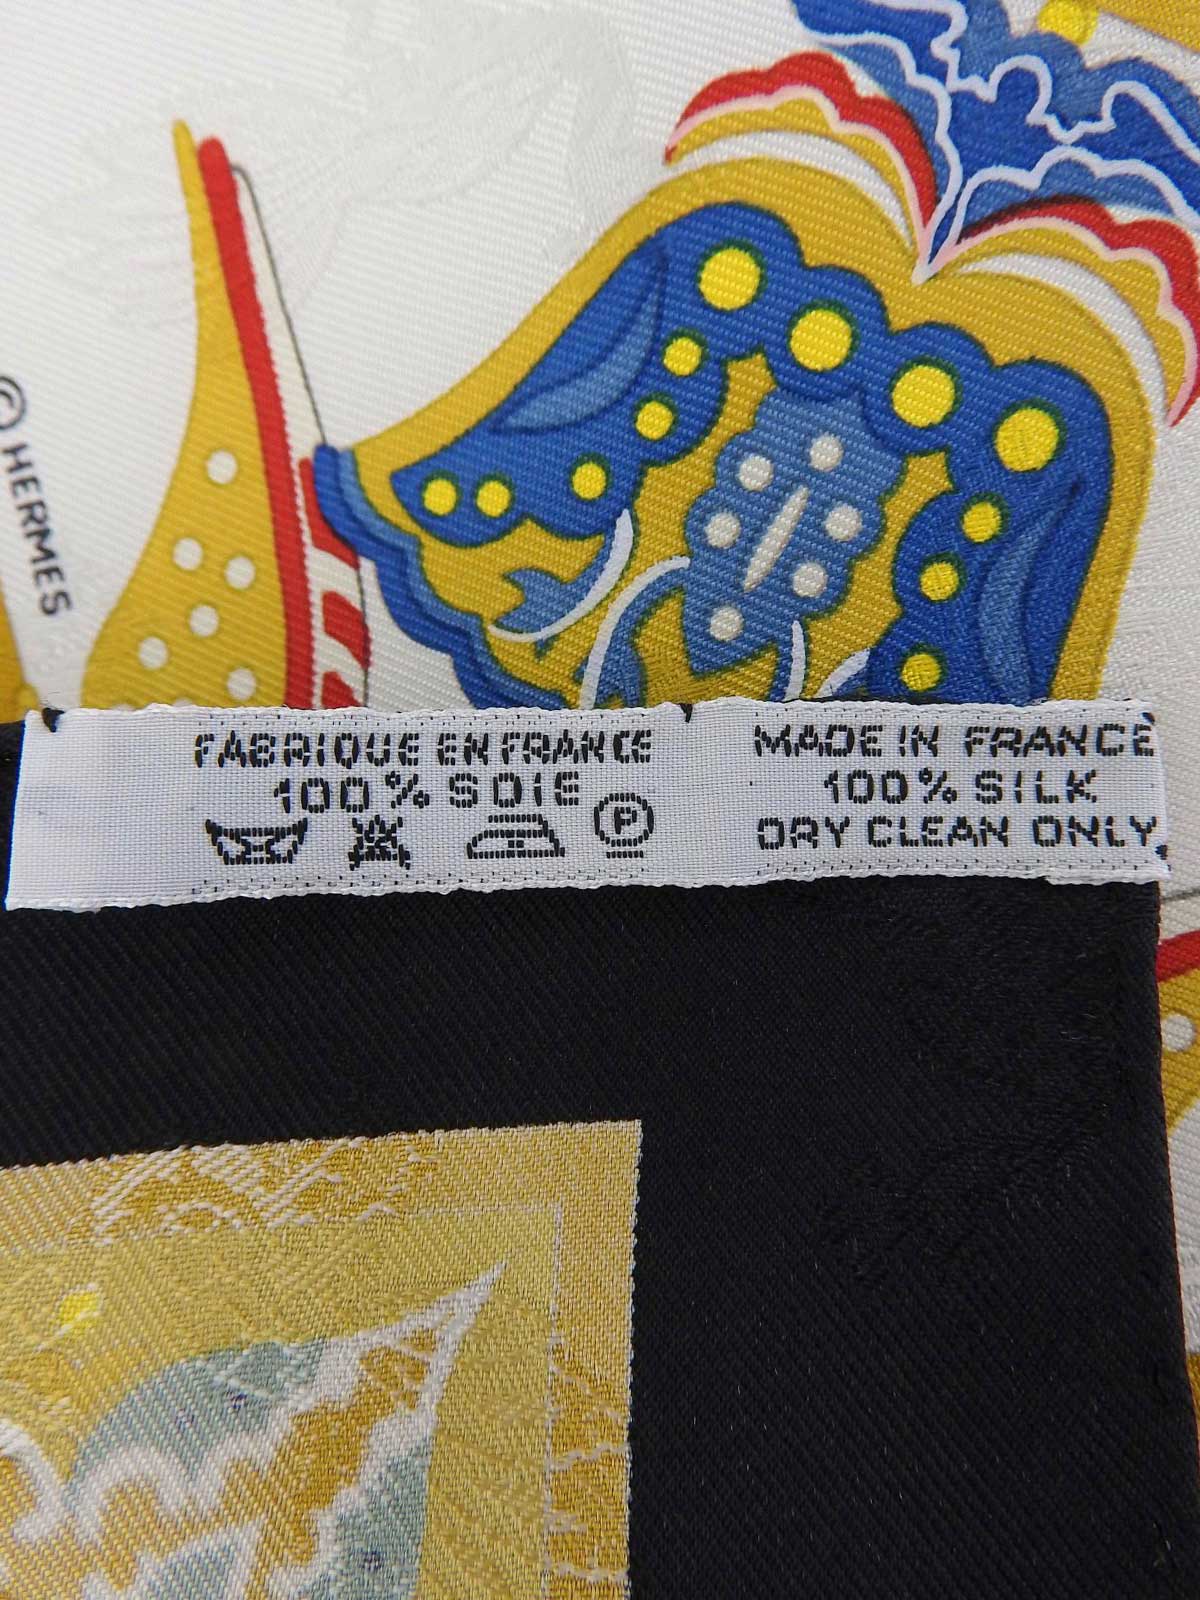 © HERMES
FABRIQUE EN FRANCE
100% SOIE
P
MADE IN FRANCE
100% SILK
DRY CLEAN ONLY